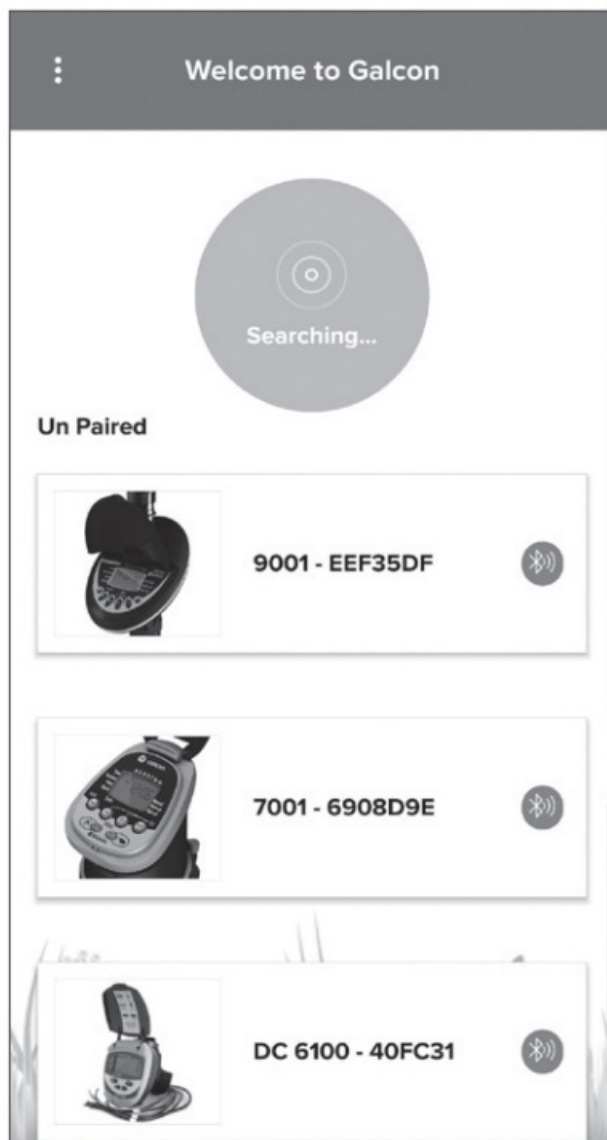 Welcome to Galcon
Searching...
Un Paired
9001 - EEF35DF
7001 - 6908D9E
DC 6100 - 40FC31